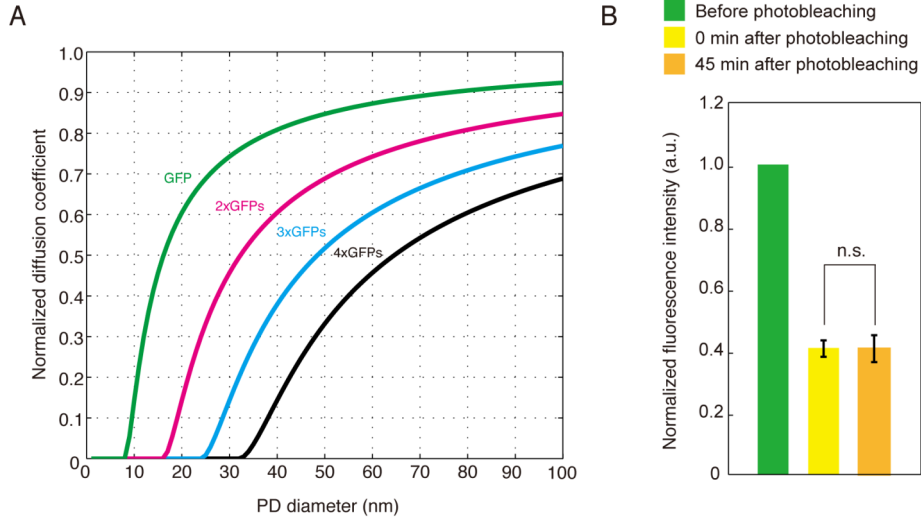 A
1.0
0.9
0.8
0.7
0.6
0.5
0.4
0.3
0.2
0.1
0
0
10
20
30
40
50
60
70
80
90
100
Normalized diffusion coefficient
PD diameter (nm)
GFP
2xGFPs
3xGFPs
4xGFPs
B
Before photobleaching
0 min after photobleaching
45 min after photobleaching
1.2
1.0
0.8
0.6
0.4
0.2
0
Normalized fluorescence intensity (a.u.)
n.s.